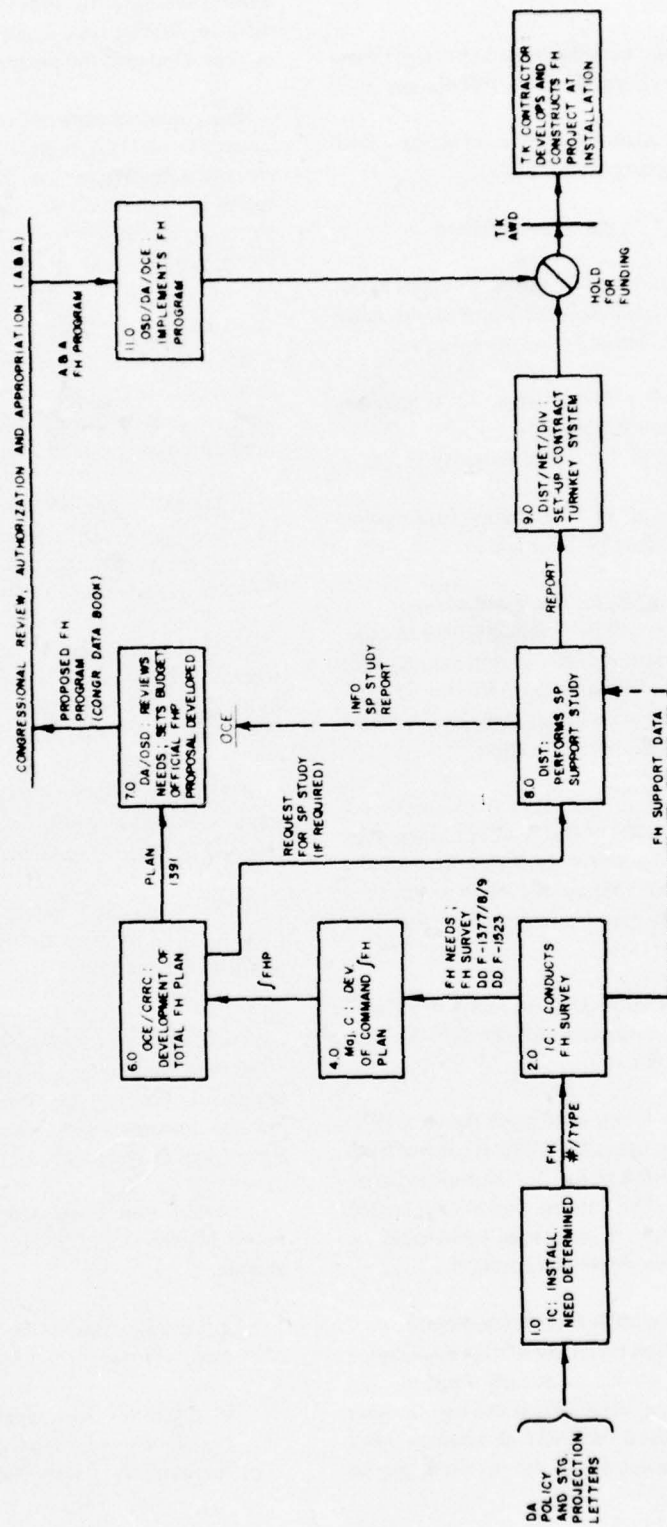 CONGRESSIONAL REVIEW, AUTHORIZATION AND APPROPRIATION (A&A)
PROPOSED FH
PROGRAM
(CONGR DATA BOOK)
A&A
FH PROGRAM
6.0
OCE/CRRC:
DEVELOPMENT OF
TOTAL FH PLAN
PLAN
1391
7.0
DA/OSD: REVIEWS
NEEDS; SETS BUDGET
OFFICIAL FHP
PROPOSAL DEVELOPED
11.0
OSD/DA/OCE:
IMPLEMENTS FH
PROGRAM
OCE
∫FHP
REQUEST
FOR SP STUDY
(IF REQUIRED)
INFO
SP STUDY
REPORT
4.0
Maj. C: DEV.
OF COMMAND ∫FH
PLAN
FH NEEDS;
FH SURVEY
DD F-1377/8/9
DD F-1523
DA
POLICY
AND STG.
PROJECTION
LETTERS
1.0
IC: INSTALL.
NEED DETERMINED
FH
#/TYPE
2.0
IC: CONDUCTS
FH SURVEY
8.0
DIST:
PERFORMS SP
SUPPORT STUDY
REPORT
9.0
DIST/NET/DIV:
SET-UP CONTRACT
TURNKEY SYSTEM
HOLD
FOR
FUNDING
T.K
AWD
T.K CONTRACTOR:
DEVELOPS AND
CONSTRUCTS FH
PROJECT AT
INSTALLATION
FH SUPPORT DATA